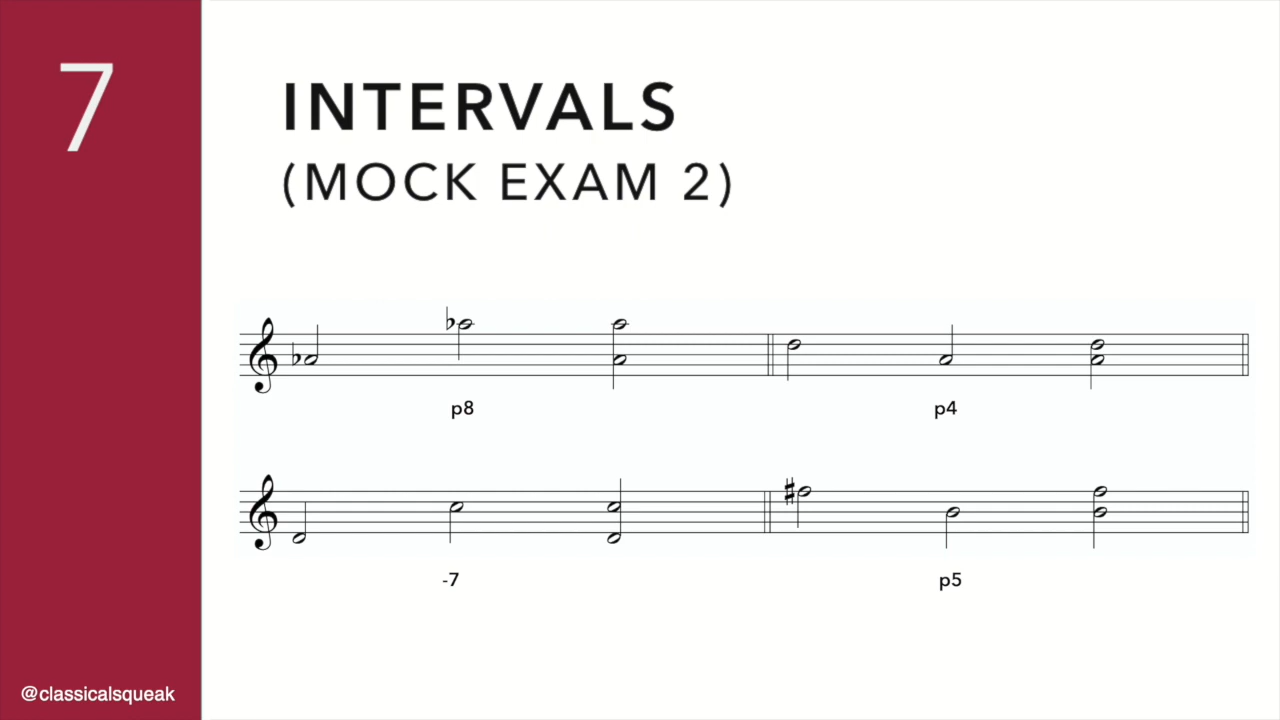 7
INTERVALS
(MOCK EXAM 2)
p8
p4
-7
p5
@classicalsqueak